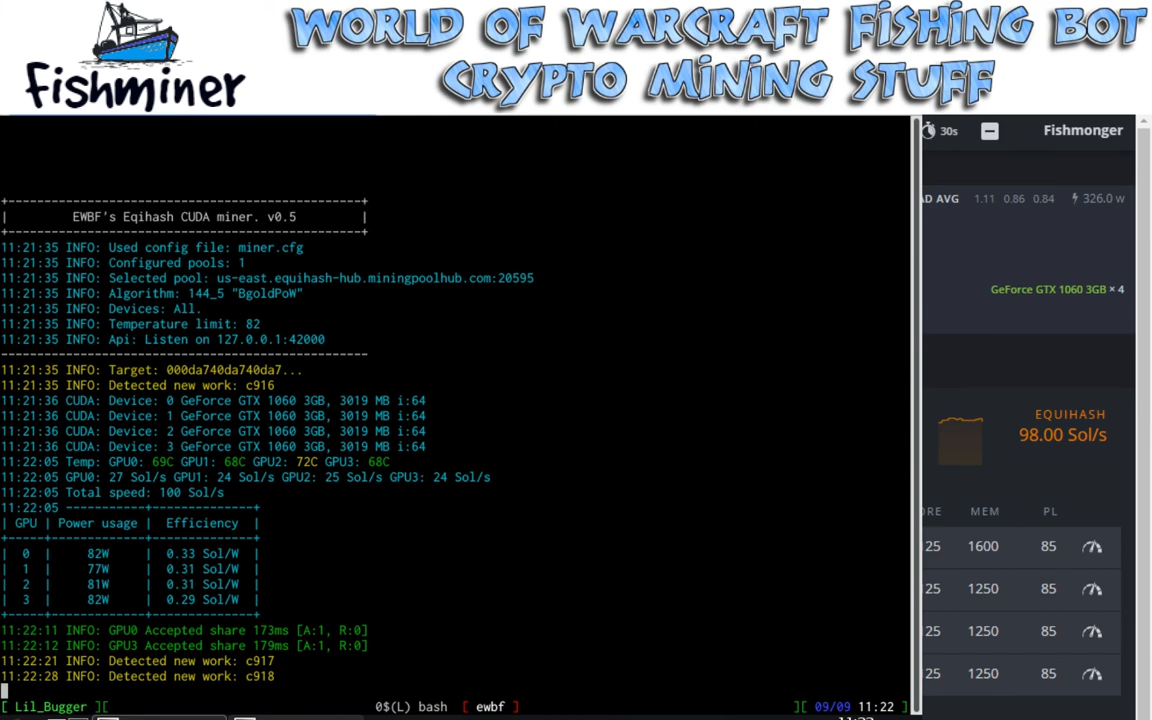 WORLD OF WARCRAFT FISHING BOT
CRYPTO MINING STUFF
Fishminer
30s
Fishmonger
AD AVG 1.11 0.86 0.84 326.0 w
GeForce GTX 1060 3GB × 4
EQUIHASH
98.00 Sol/s
RE MEM PL
25 1600 85
25 1250 85
25 1250 85
25 1250 85
+-------------------------------------------+
| EWBF's Eqihash CUDA miner. v0.5 |
+-------------------------------------------+
11:21:35 INFO: Used config file: miner.cfg
11:21:35 INFO: Configured pools: 1
11:21:35 INFO: Selected pool: us-east.equihash-hub.miningpoolhub.com:20595
11:21:35 INFO: Algorithm: 144_5 "BgoldPoW"
11:21:35 INFO: Devices: All.
11:21:35 INFO: Temperature limit: 82
11:21:35 INFO: Api: Listen on 127.0.0.1:42000
---------------------------------------------
11:21:35 INFO: Target: 000da740da740da7...
11:21:35 INFO: Detected new work: c916
11:21:36 CUDA: Device: 0 GeForce GTX 1060 3GB, 3019 MB i:64
11:21:36 CUDA: Device: 1 GeForce GTX 1060 3GB, 3019 MB i:64
11:21:36 CUDA: Device: 2 GeForce GTX 1060 3GB, 3019 MB i:64
11:21:36 CUDA: Device: 3 GeForce GTX 1060 3GB, 3019 MB i:64
11:22:05 Temp: GPU0: 69C GPU1: 68C GPU2: 72C GPU3: 68C
11:22:05 GPU0: 27 Sol/s GPU1: 24 Sol/s GPU2: 25 Sol/s GPU3: 24 Sol/s
11:22:05 Total speed: 100 Sol/s
11:22:05 ----------+-------------+
| GPU | Power usage | Efficiency |
+-----+-------------+-------------+
| 0 | 82W | 0.33 Sol/W |
| 1 | 77W | 0.31 Sol/W |
| 2 | 81W | 0.31 Sol/W |
| 3 | 82W | 0.29 Sol/W |
+-----+-------------+-------------+
11:22:11 INFO: GPU0 Accepted share 173ms [A:1, R:0]
11:22:12 INFO: GPU3 Accepted share 179ms [A:1, R:0]
11:22:21 INFO: Detected new work: c917
11:22:28 INFO: Detected new work: c918
[ Lil_Bugger ][ 0$(L) bash [ ewbf ] ][ 09/09 11:22 ]